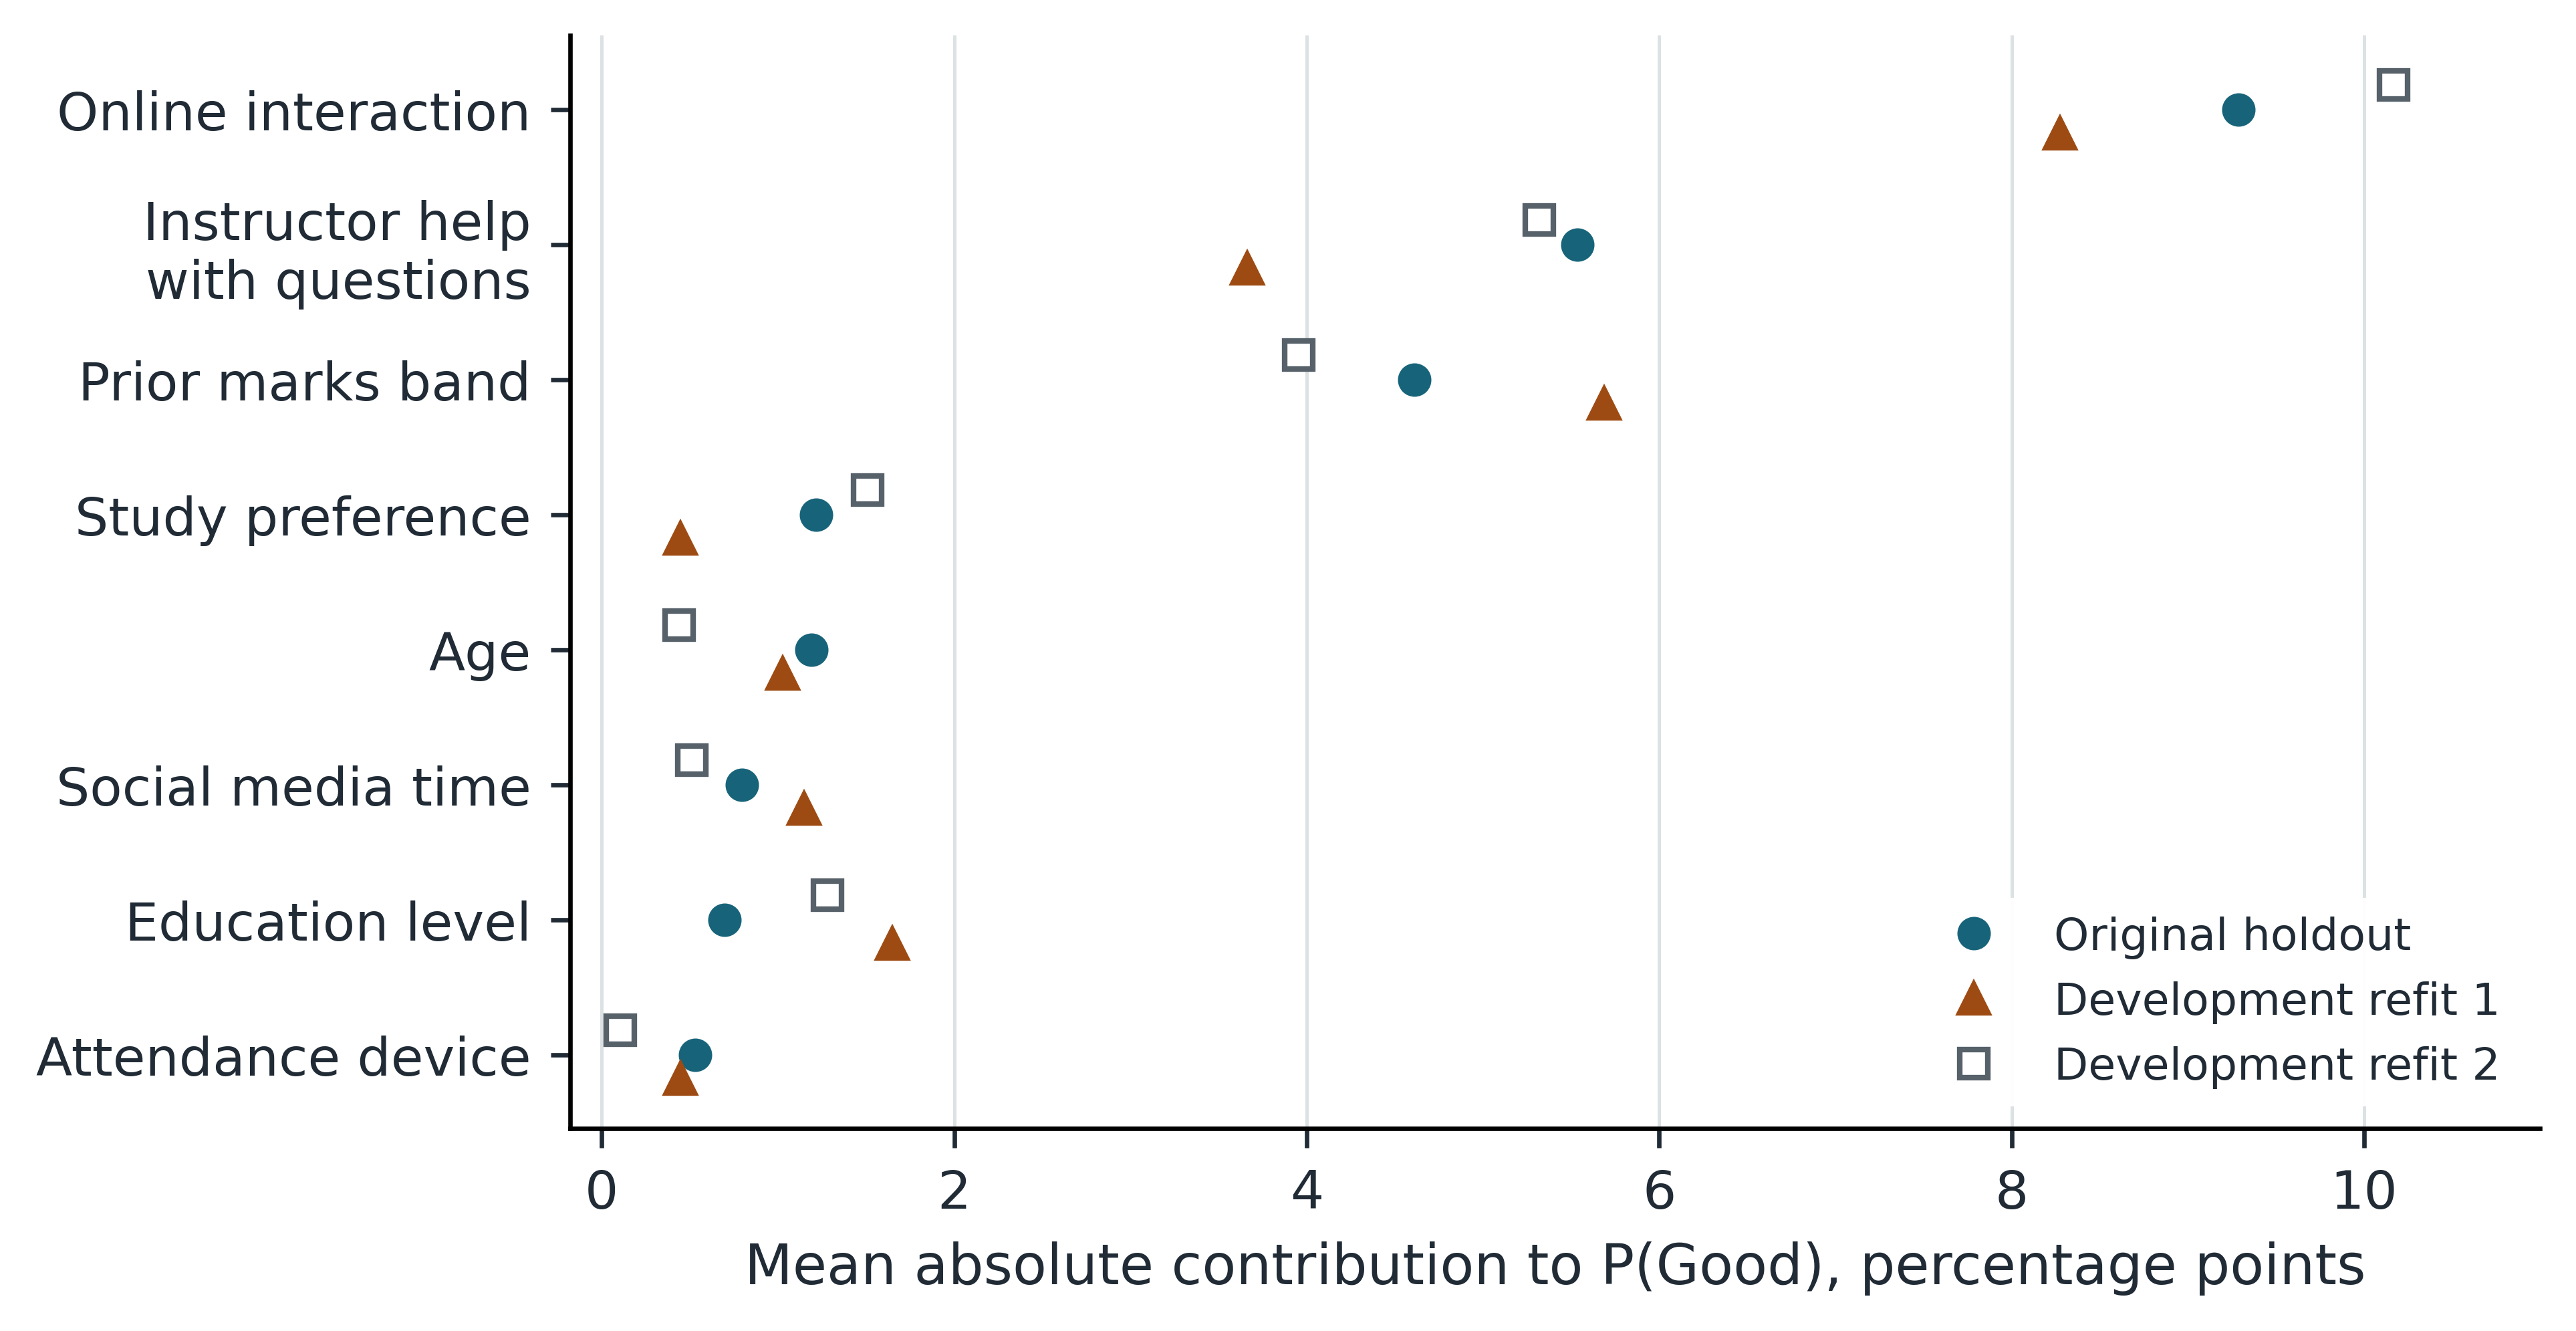 Online interaction
Instructor help
with questions
Prior marks band
Study preference
Age
Social media time
Education level
Attendance device
Original holdout
Development refit 1
Development refit 2
0 2 4 6 8 10
Mean absolute contribution to P(Good), percentage points